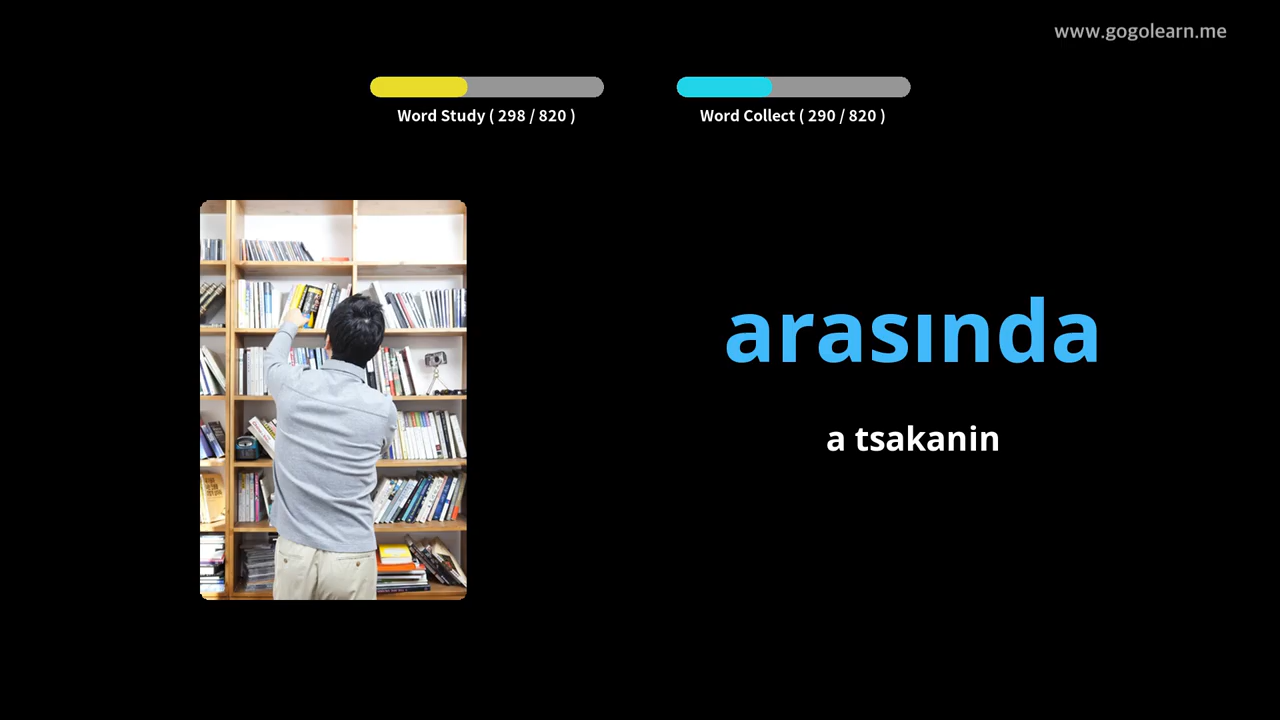 www.gogolearn.me
Word Study ( 298 / 820 )
Word Collect ( 290 / 820 )
arasında
a tsakanin